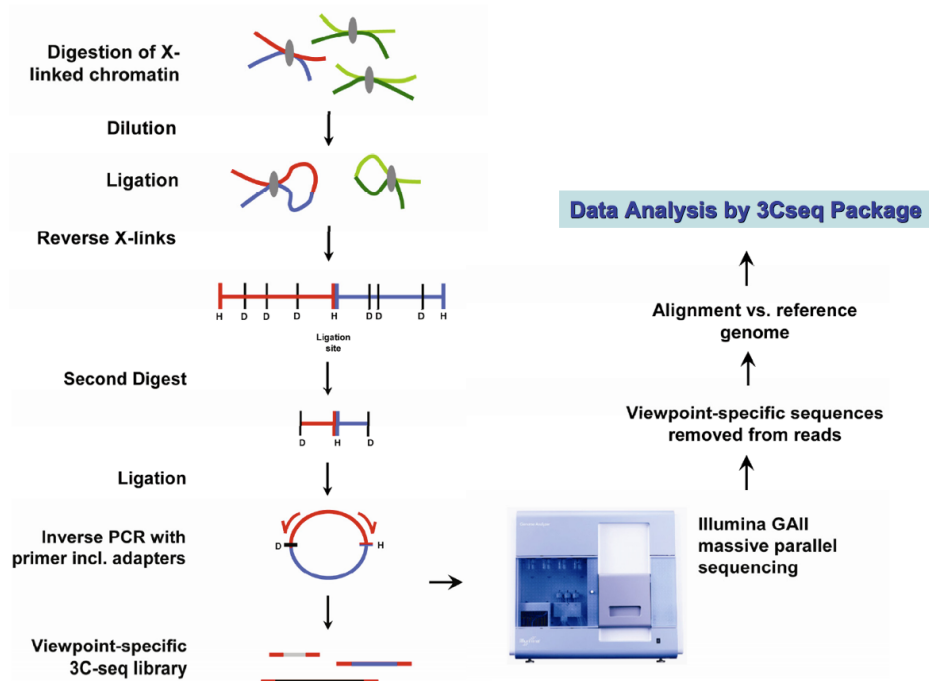 Digestion of X-
linked chromatin
Dilution
Ligation
Reverse X-links
H D D D H D D D H
Ligation
site
Second Digest
D H D
Ligation
Inverse PCR with
primer incl. adapters
D H
Viewpoint-specific
3C-seq library
Data Analysis by 3Cseq Package
Alignment vs. reference
genome
Viewpoint-specific sequences
removed from reads
Illumina GAII
massive parallel
sequencing